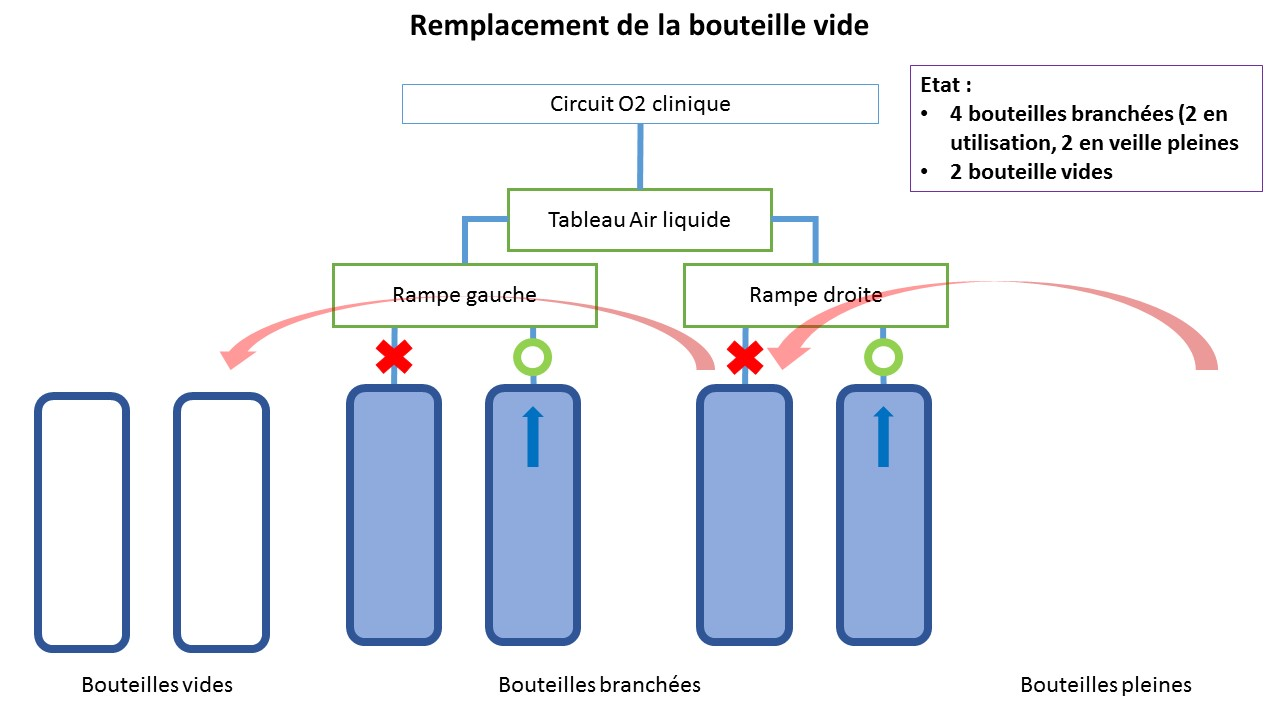 Remplacement de la bouteille vide
Circuit O2 clinique
Etat :
• 4 bouteilles branchées (2 en
utilisation, 2 en veille pleines
• 2 bouteille vides
Tableau Air liquide
Rampe gauche
Rampe droite
Bouteilles vides
Bouteilles branchées
Bouteilles pleines